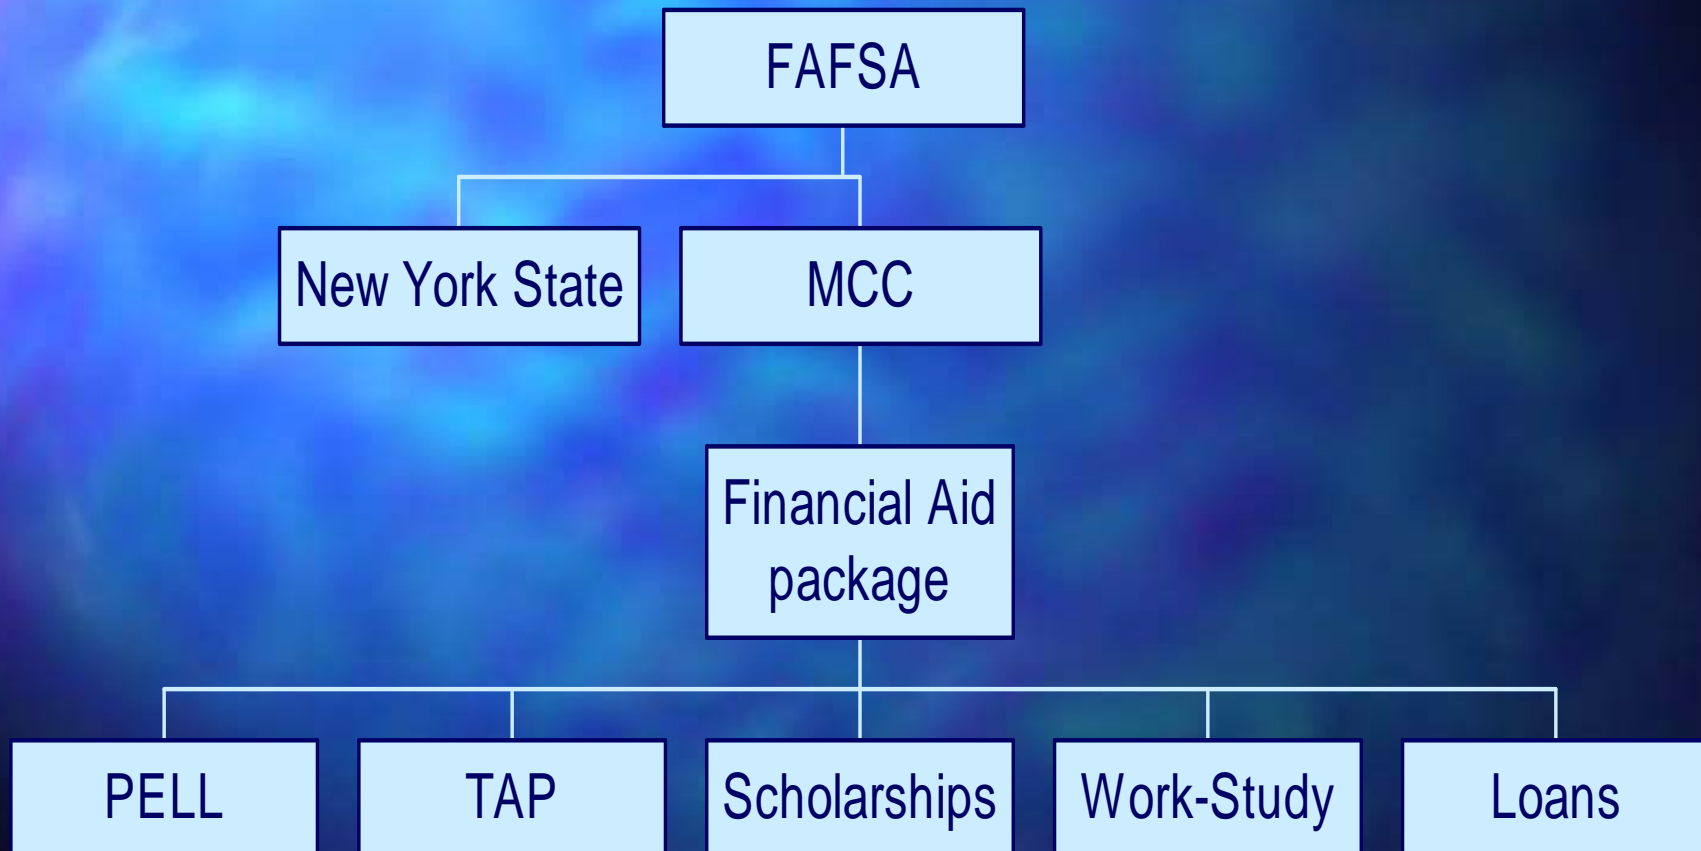 FAFSA
New York State
MCC
Financial Aid
package
PELL
TAP
Scholarships
Work-Study
Loans